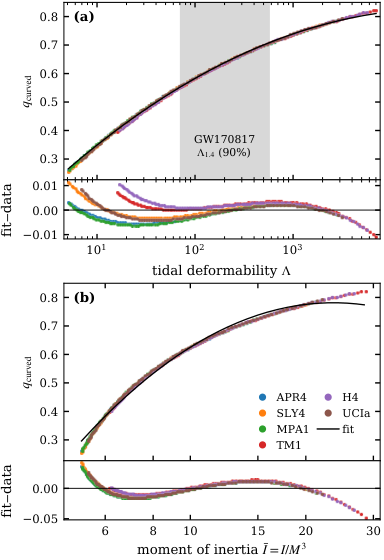 (a)
0.8
0.7
0.6
0.5
0.4
0.3
q_curved
GW170817
Λ₁.₄ (90%)
0.01
0.00
−0.01
fit−data
10¹
10²
10³
tidal deformability Λ
(b)
0.8
0.7
0.6
0.5
0.4
0.3
q_curved
APR4
SLY4
MPA1
TM1
H4
UCIa
fit
0.00
−0.05
fit−data
6
8
10
15
20
30
moment of inertia Ī = I/M³